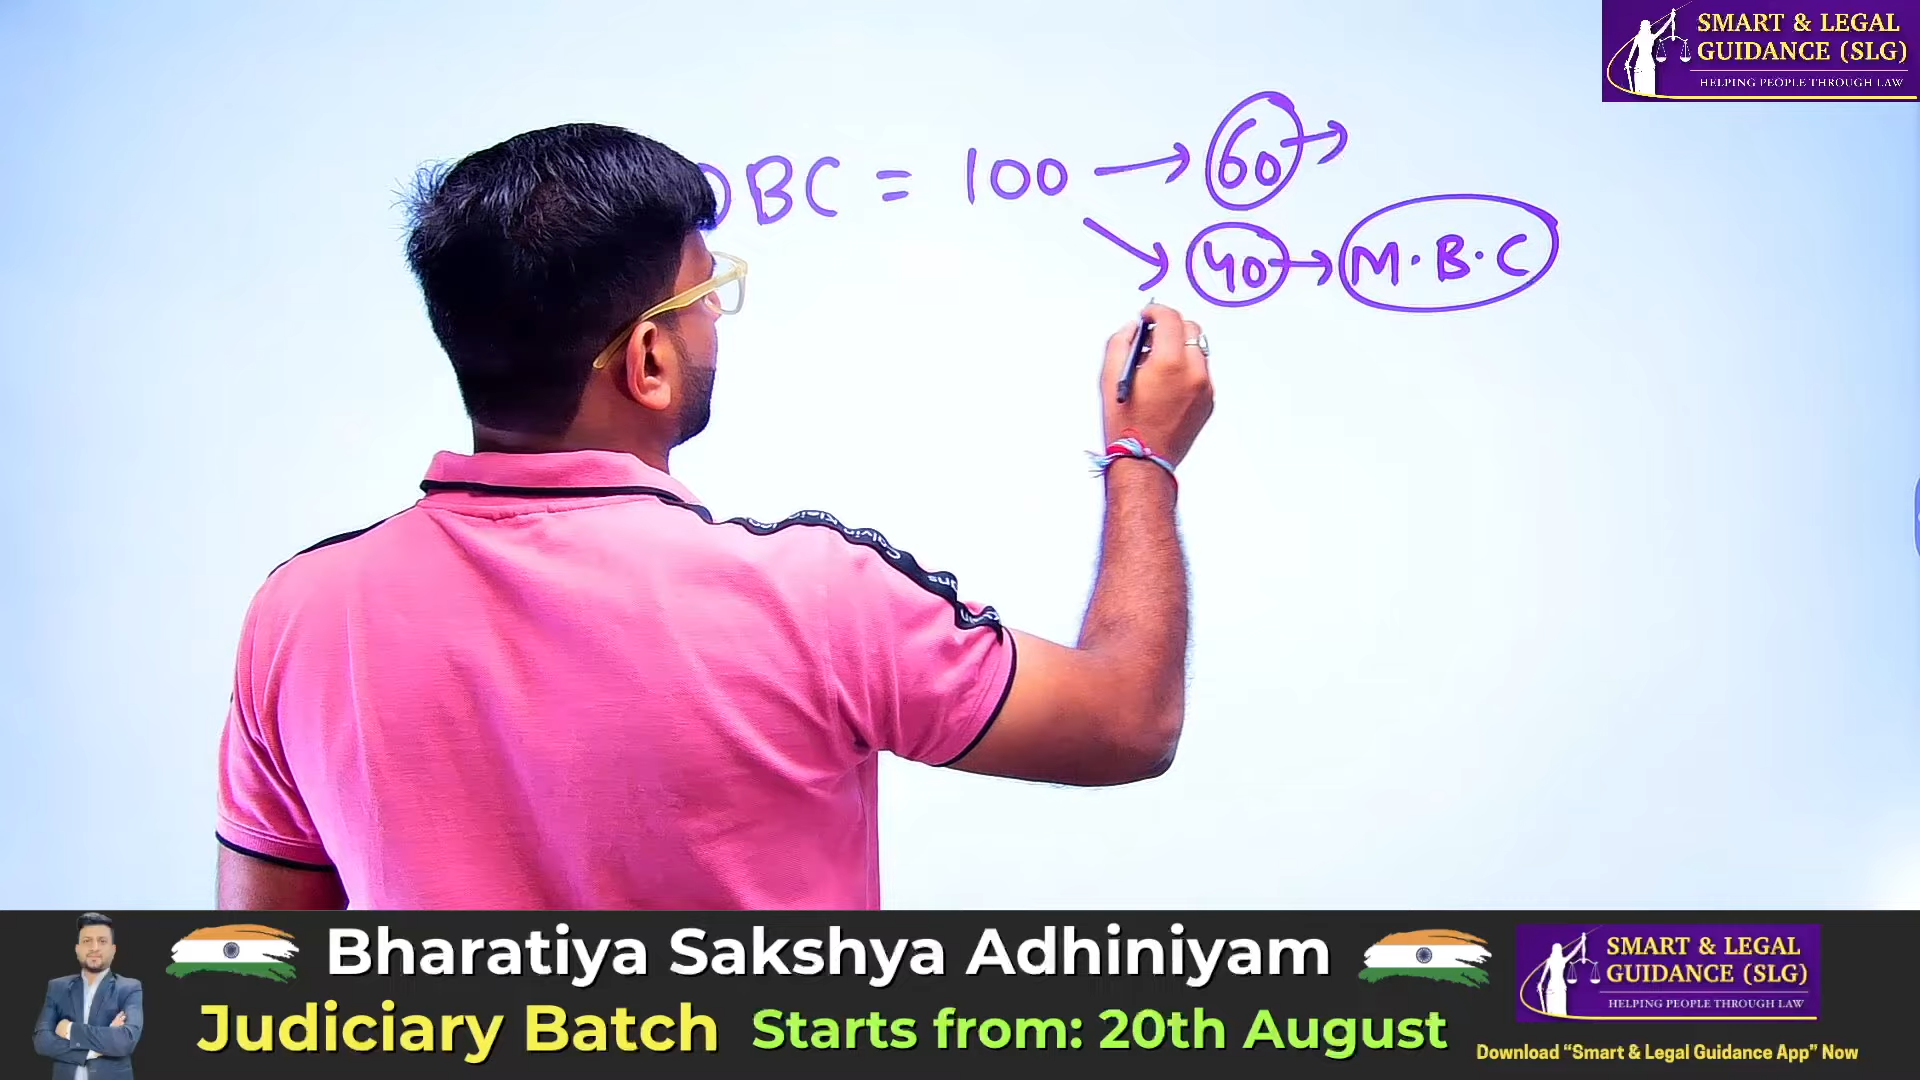 SMART & LEGAL
GUIDANCE (SLG)
HELPING PEOPLE THROUGH LAW
OBC = 100 → 60 →
40 → M.B.C
Bharatiya Sakshya Adhiniyam
Judiciary Batch Starts from: 20th August
SMART & LEGAL
GUIDANCE (SLG)
HELPING PEOPLE THROUGH LAW
Download “Smart & Legal Guidance App” Now